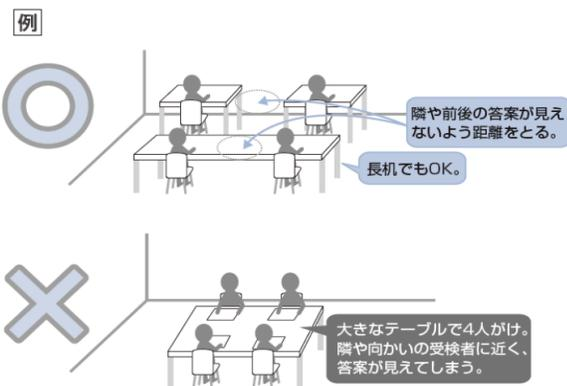 例
隣や前後の答案が見え
ないよう距離をとる。
長机でもOK。
大きなテーブルで4人がけ。
隣や向かいの受検者に近く、
答案が見えてしまう。